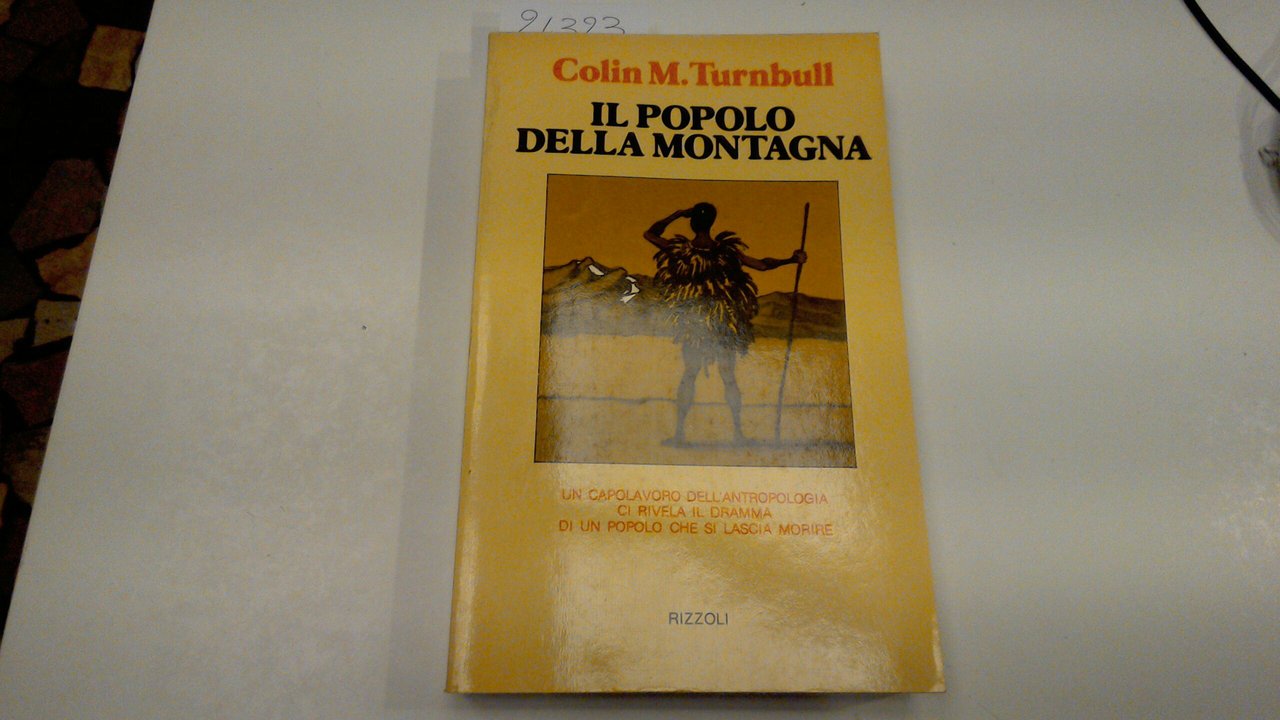 91393
Colin M. Turnbull
IL POPOLO
DELLA MONTAGNA
UN CAPOLAVORO DELL'ANTROPOLOGIA
CI RIVELA IL DRAMMA
DI UN POPOLO CHE SI LASCIA MORIRE
RIZZOLI